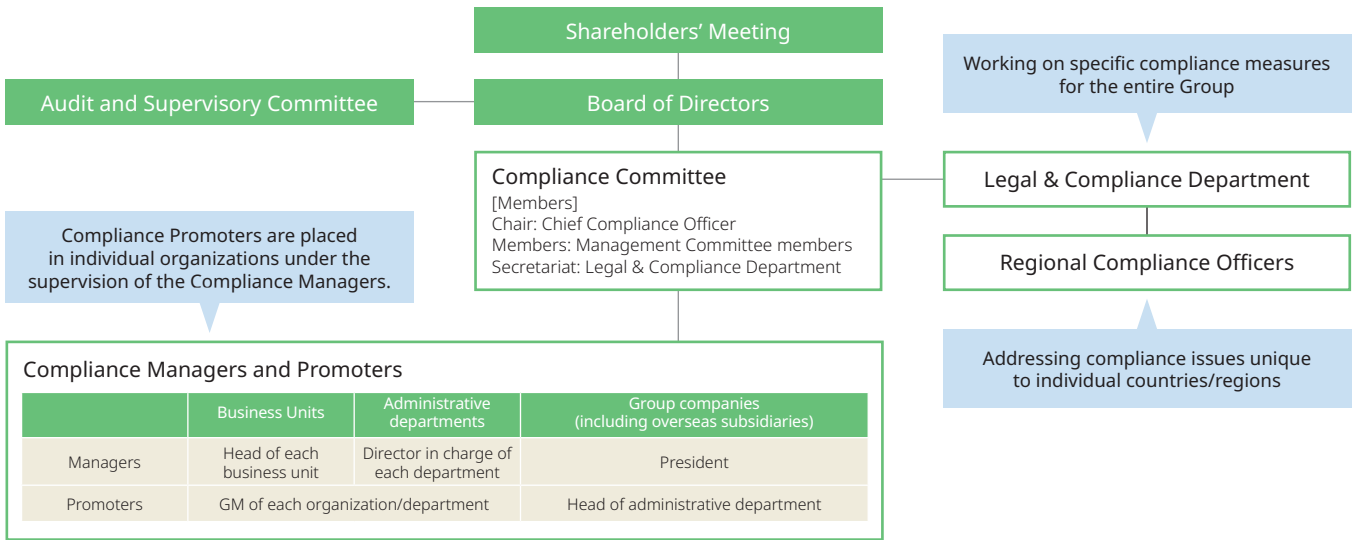 Shareholders’ Meeting
Audit and Supervisory Committee
Board of Directors
Working on specific compliance measures
for the entire Group
Compliance Committee
[Members]
Chair: Chief Compliance Officer
Members: Management Committee members
Secretariat: Legal & Compliance Department
Legal & Compliance Department
Regional Compliance Officers
Addressing compliance issues unique
to individual countries/regions
Compliance Promoters are placed
in individual organizations under the
supervision of the Compliance Managers.
Compliance Managers and Promoters
Business Units
Administrative
departments
Group companies
(including overseas subsidiaries)
Managers
Head of each
business unit
Director in charge of
each department
President
Promoters
GM of each organization/department
Head of administrative department